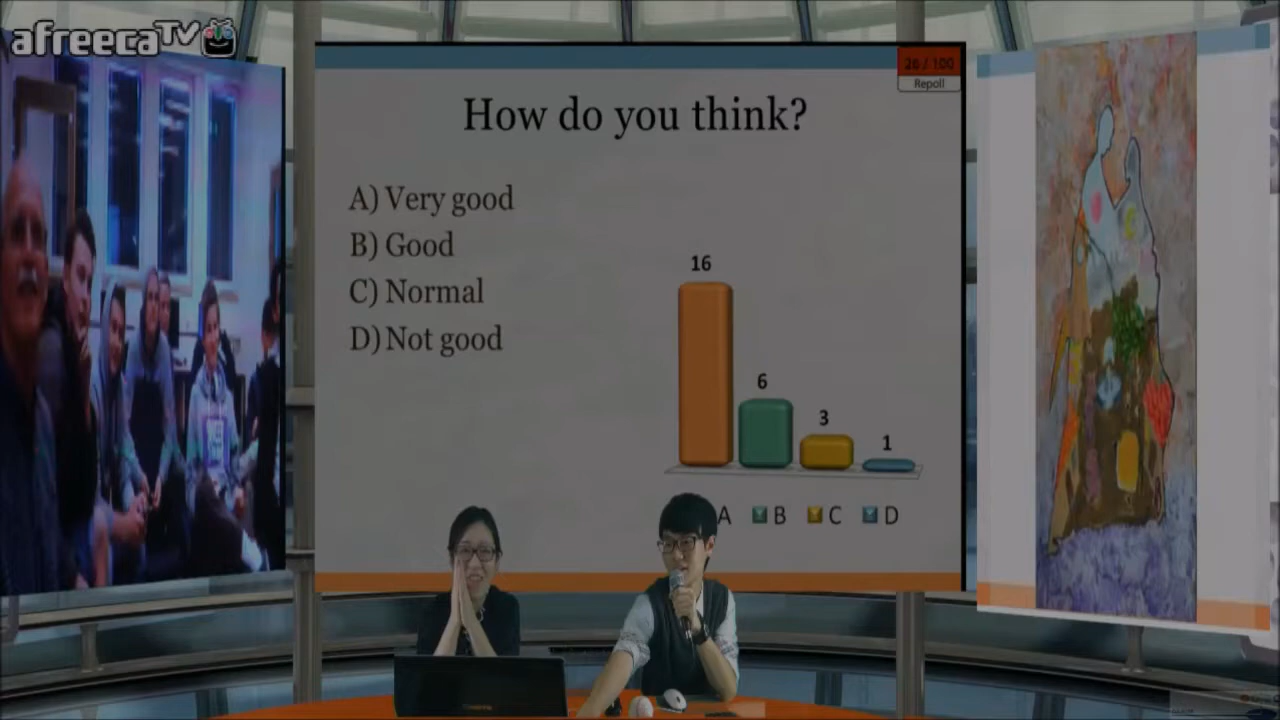 afreecaTV
26 / 100
Repoll
How do you think?
A) Very good
B) Good
C) Normal
D) Not good
16
6
3
1
A B C D